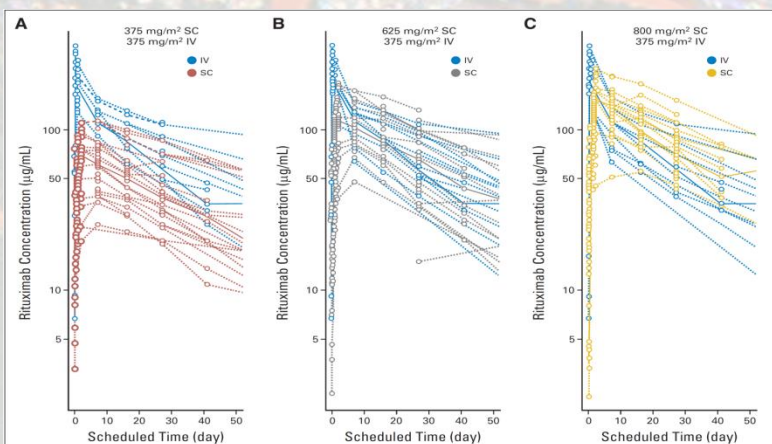 A
375 mg/m² SC
375 mg/m² IV
IV
SC
Rituximab Concentration (µg/mL)
100
50
10
5
0 10 20 30 40 50
Scheduled Time (day)
B
625 mg/m² SC
375 mg/m² IV
IV
SC
Rituximab Concentration (µg/mL)
100
50
10
5
0 10 20 30 40 50
Scheduled Time (day)
C
800 mg/m² SC
375 mg/m² IV
IV
SC
Rituximab Concentration (µg/mL)
100
50
10
5
0 10 20 30 40 50
Scheduled Time (day)